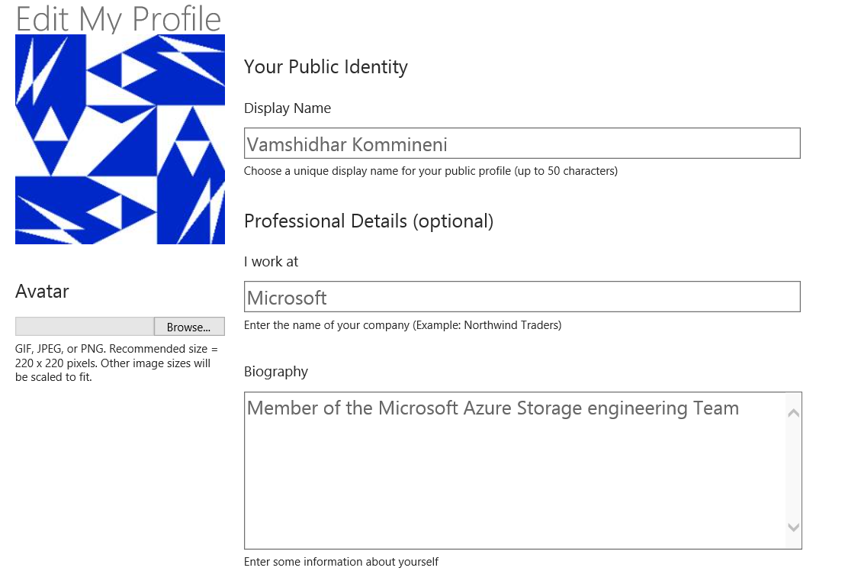 Edit My Profile
Your Public Identity
Display Name
Vamshidhar Kommineni
Choose a unique display name for your public profile (up to 50 characters)
Professional Details (optional)
I work at
Microsoft
Enter the name of your company (Example: Northwind Traders)
Avatar
Browse...
GIF, JPEG, or PNG. Recommended size =
220 x 220 pixels. Other image sizes will
be scaled to fit.
Biography
Member of the Microsoft Azure Storage engineering Team
Enter some information about yourself